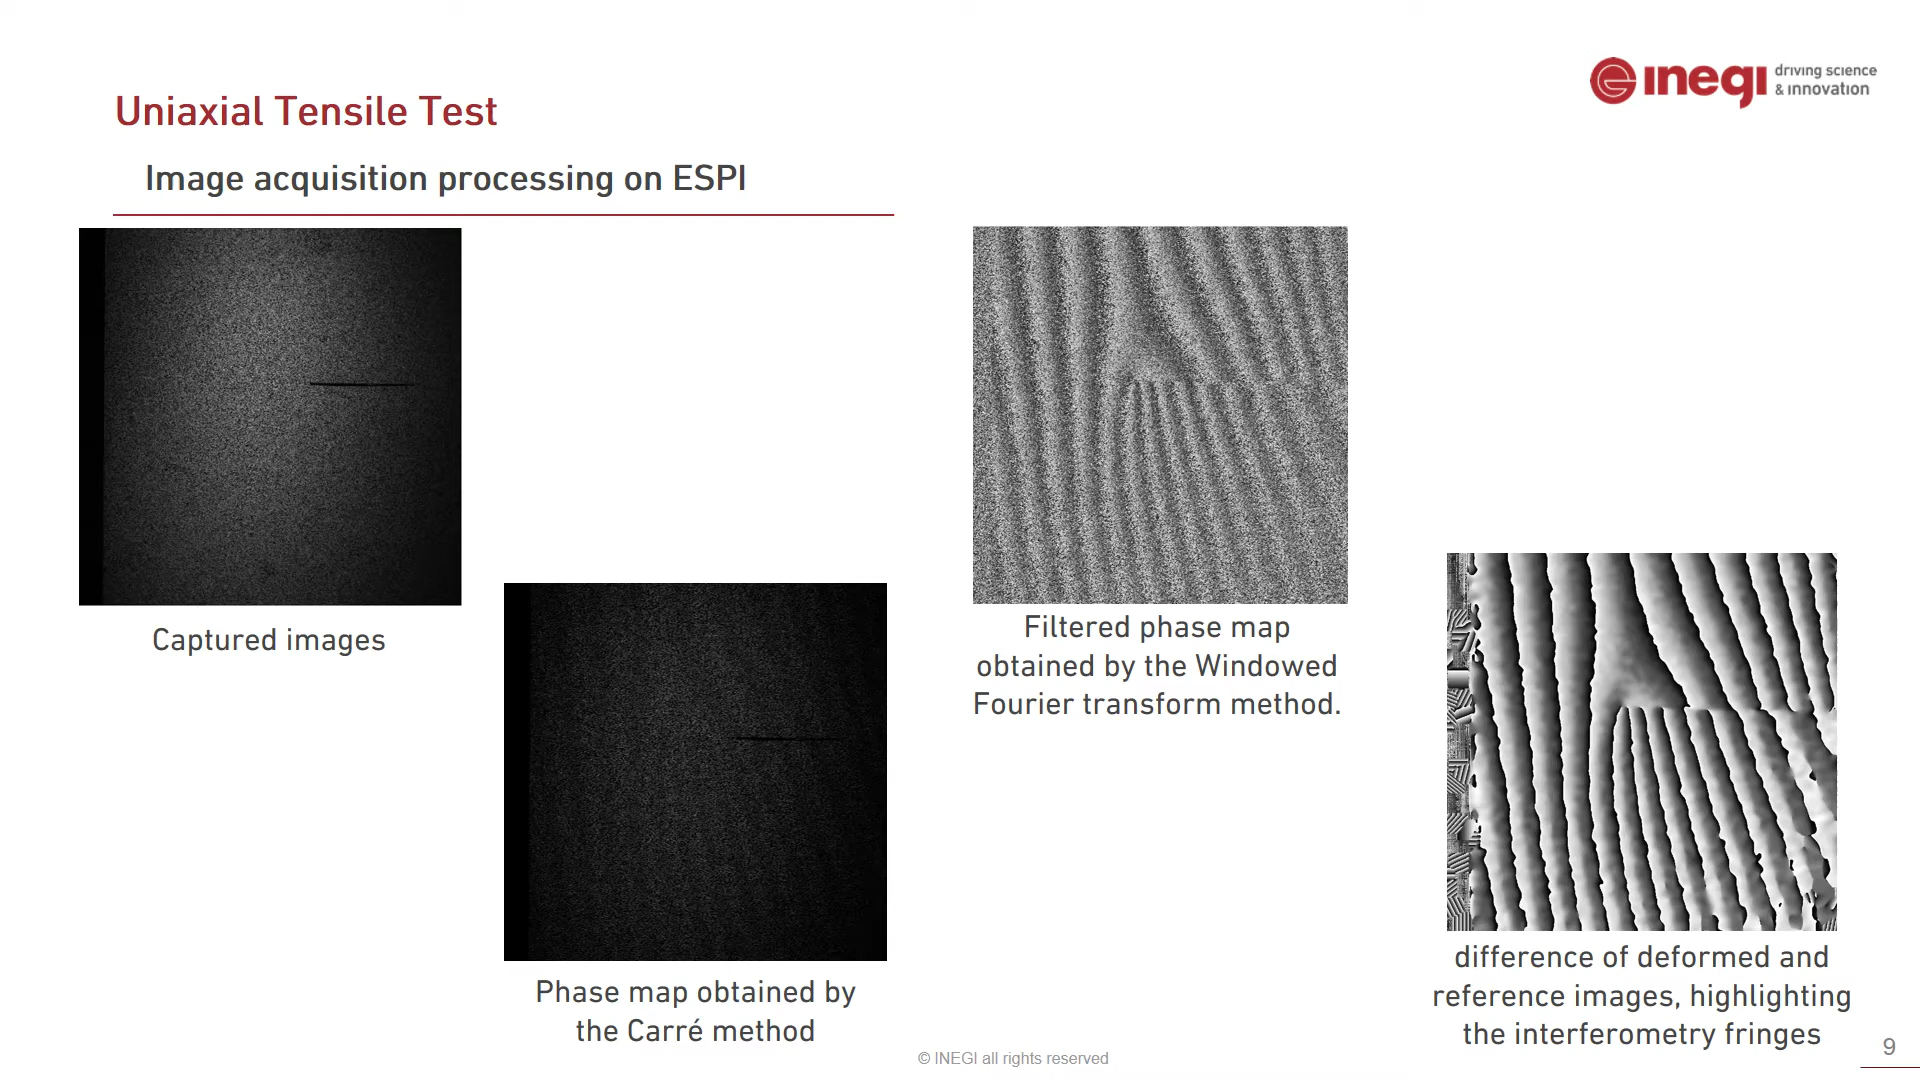 inegi driving science
& innovation
Uniaxial Tensile Test
Image acquisition processing on ESPI
Captured images
Phase map obtained by
the Carré method
Filtered phase map
obtained by the Windowed
Fourier transform method.
difference of deformed and
reference images, highlighting
the interferometry fringes
© INEGI all rights reserved
9